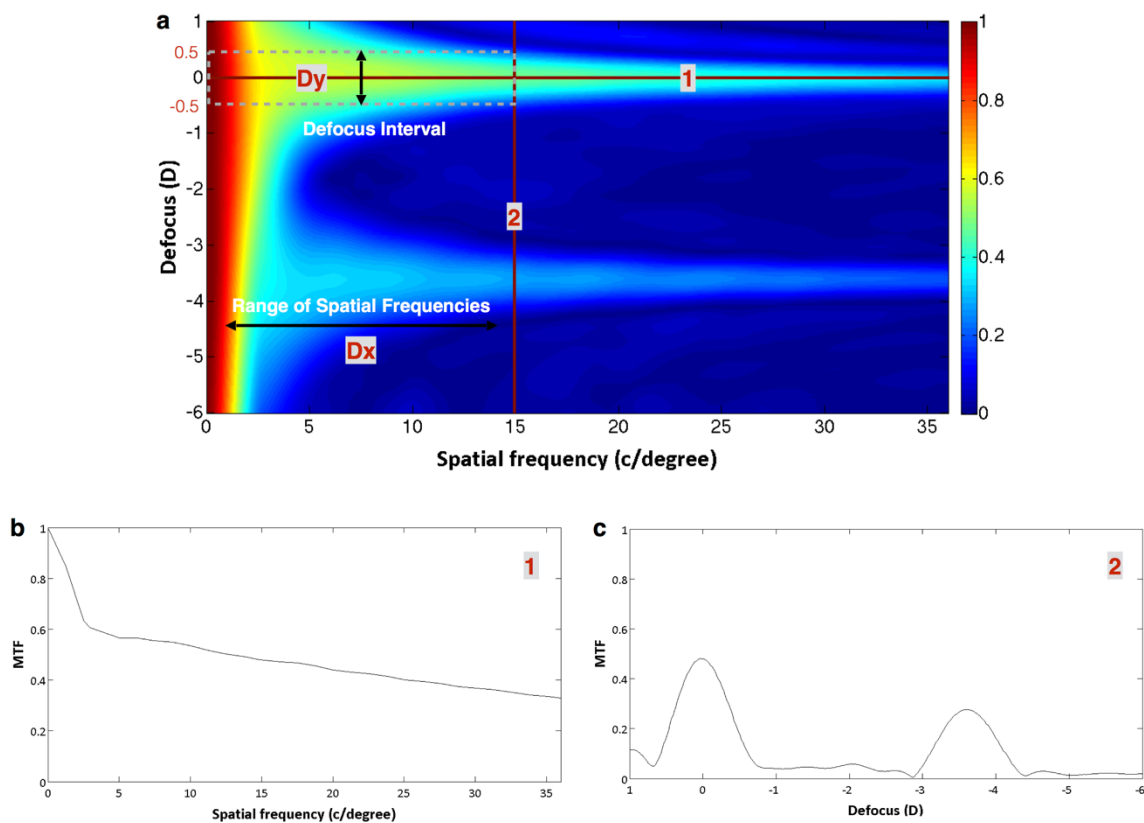 a
1
0.5
0
-0.5
-1
-2
-3
-4
-5
-6
Defocus (D)
Dy
1
Defocus Interval
2
Range of Spatial Frequencies
Dx
0 5 10 15 20 25 30 35
Spatial frequency (c/degree)
1
0.8
0.6
0.4
0.2
0
b
1
0.8
0.6
0.4
0.2
0
MTF
1
0 5 10 15 20 25 30 35
Spatial frequency (c/degree)
c
1
0.8
0.6
0.4
0.2
0
MTF
2
1 0 -1 -2 -3 -4 -5 -6
Defocus (D)